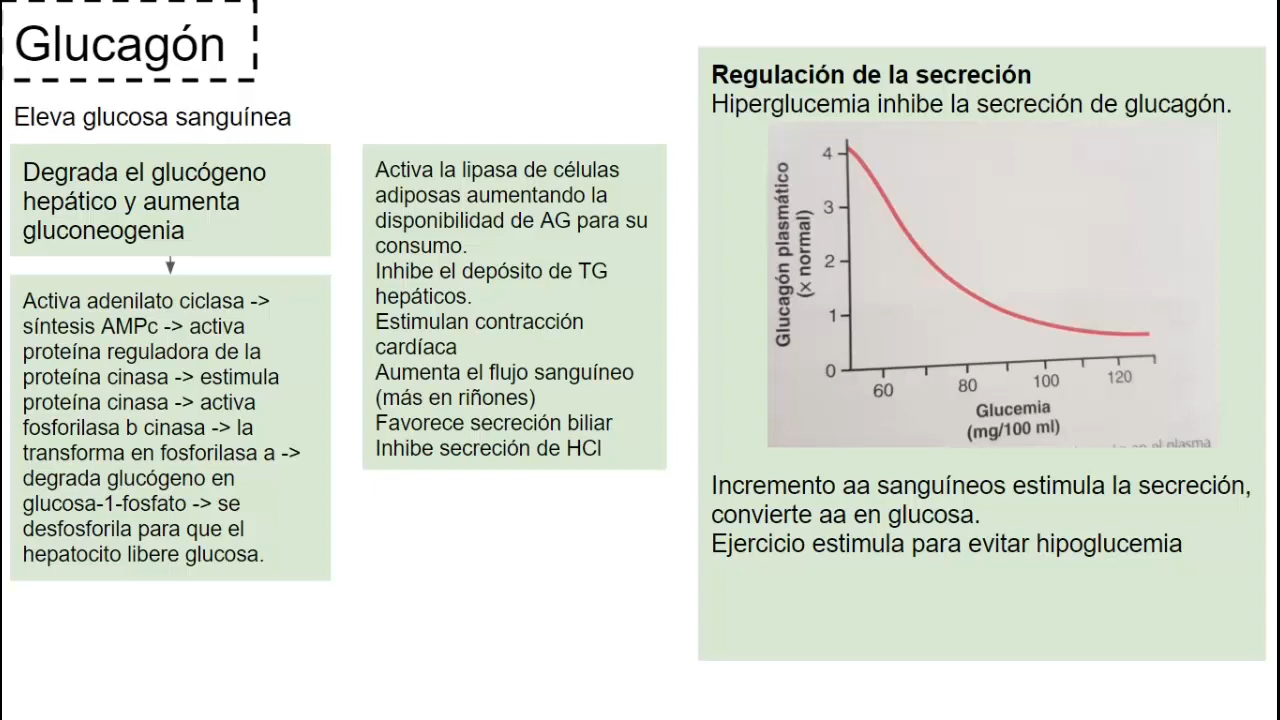 Glucagón
Eleva glucosa sanguínea
Degrada el glucógeno
hepático y aumenta
gluconeogenia
Activa adenilato ciclasa ->
síntesis AMPc -> activa
proteína reguladora de la
proteína cinasa -> estimula
proteína cinasa -> activa
fosforilasa b cinasa -> la
transforma en fosforilasa a ->
degrada glucógeno en
glucosa-1-fosfato -> se
desfosforila para que el
hepatocito libere glucosa.
Activa la lipasa de células
adiposas aumentando la
disponibilidad de AG para su
consumo.
Inhibe el depósito de TG
hepáticos.
Estimulan contracción
cardíaca
Aumenta el flujo sanguíneo
(más en riñones)
Favorece secreción biliar
Inhibe secreción de HCl
Regulación de la secreción
Hiperglucemia inhibe la secreción de glucagón.
Glucagón plasmático
(x normal)
4
3
2
1
0
60 80 100 120
Glucemia
(mg/100 ml)
en el plasma
Incremento aa sanguíneos estimula la secreción,
convierte aa en glucosa.
Ejercicio estimula para evitar hipoglucemia